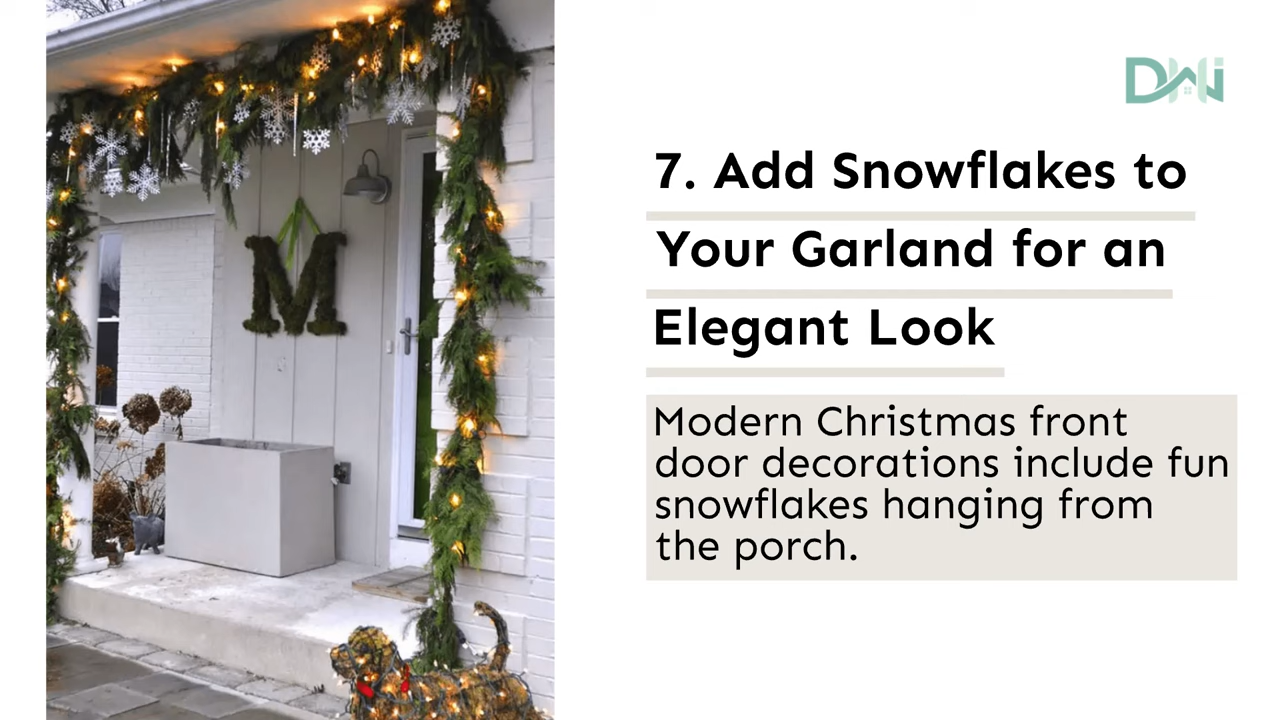 DHI
7. Add Snowflakes to
Your Garland for an
Elegant Look
Modern Christmas front
door decorations include fun
snowflakes hanging from
the porch.
M